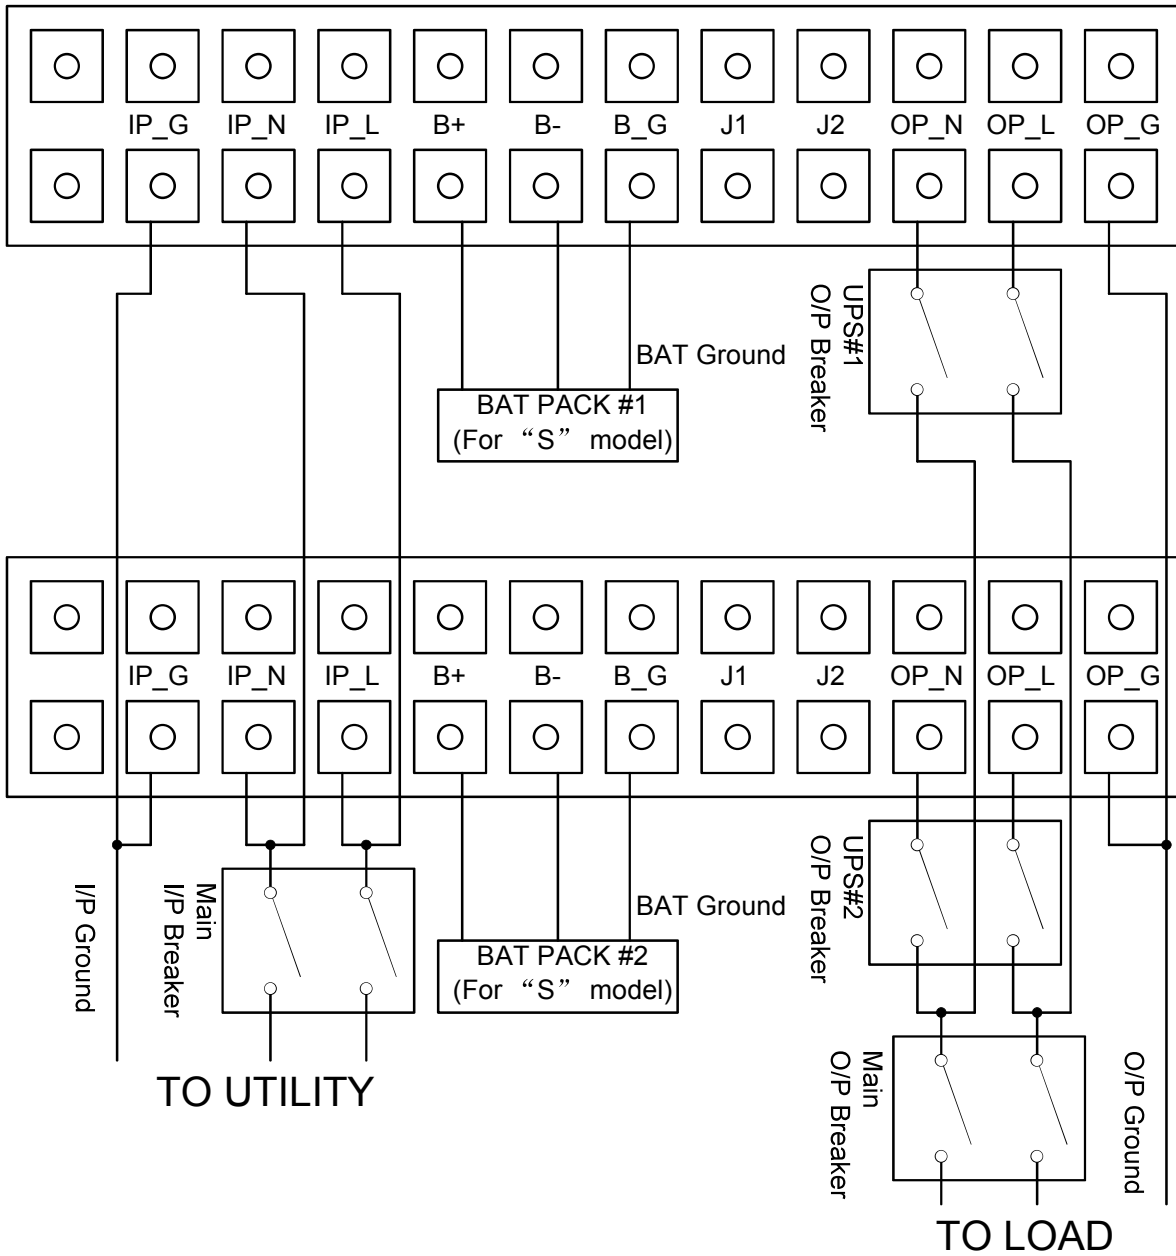 IP_G IP_N IP_L B+ B- B_G J1 J2 OP_N OP_L OP_G
UPS#1
O/P Breaker
BAT Ground
BAT PACK #1
(For “S” model)
IP_G IP_N IP_L B+ B- B_G J1 J2 OP_N OP_L OP_G
I/P Ground
Main
I/P Breaker
BAT Ground
BAT PACK #2
(For “S” model)
UPS#2
O/P Breaker
TO UTILITY
Main
O/P Breaker
O/P Ground
TO LOAD